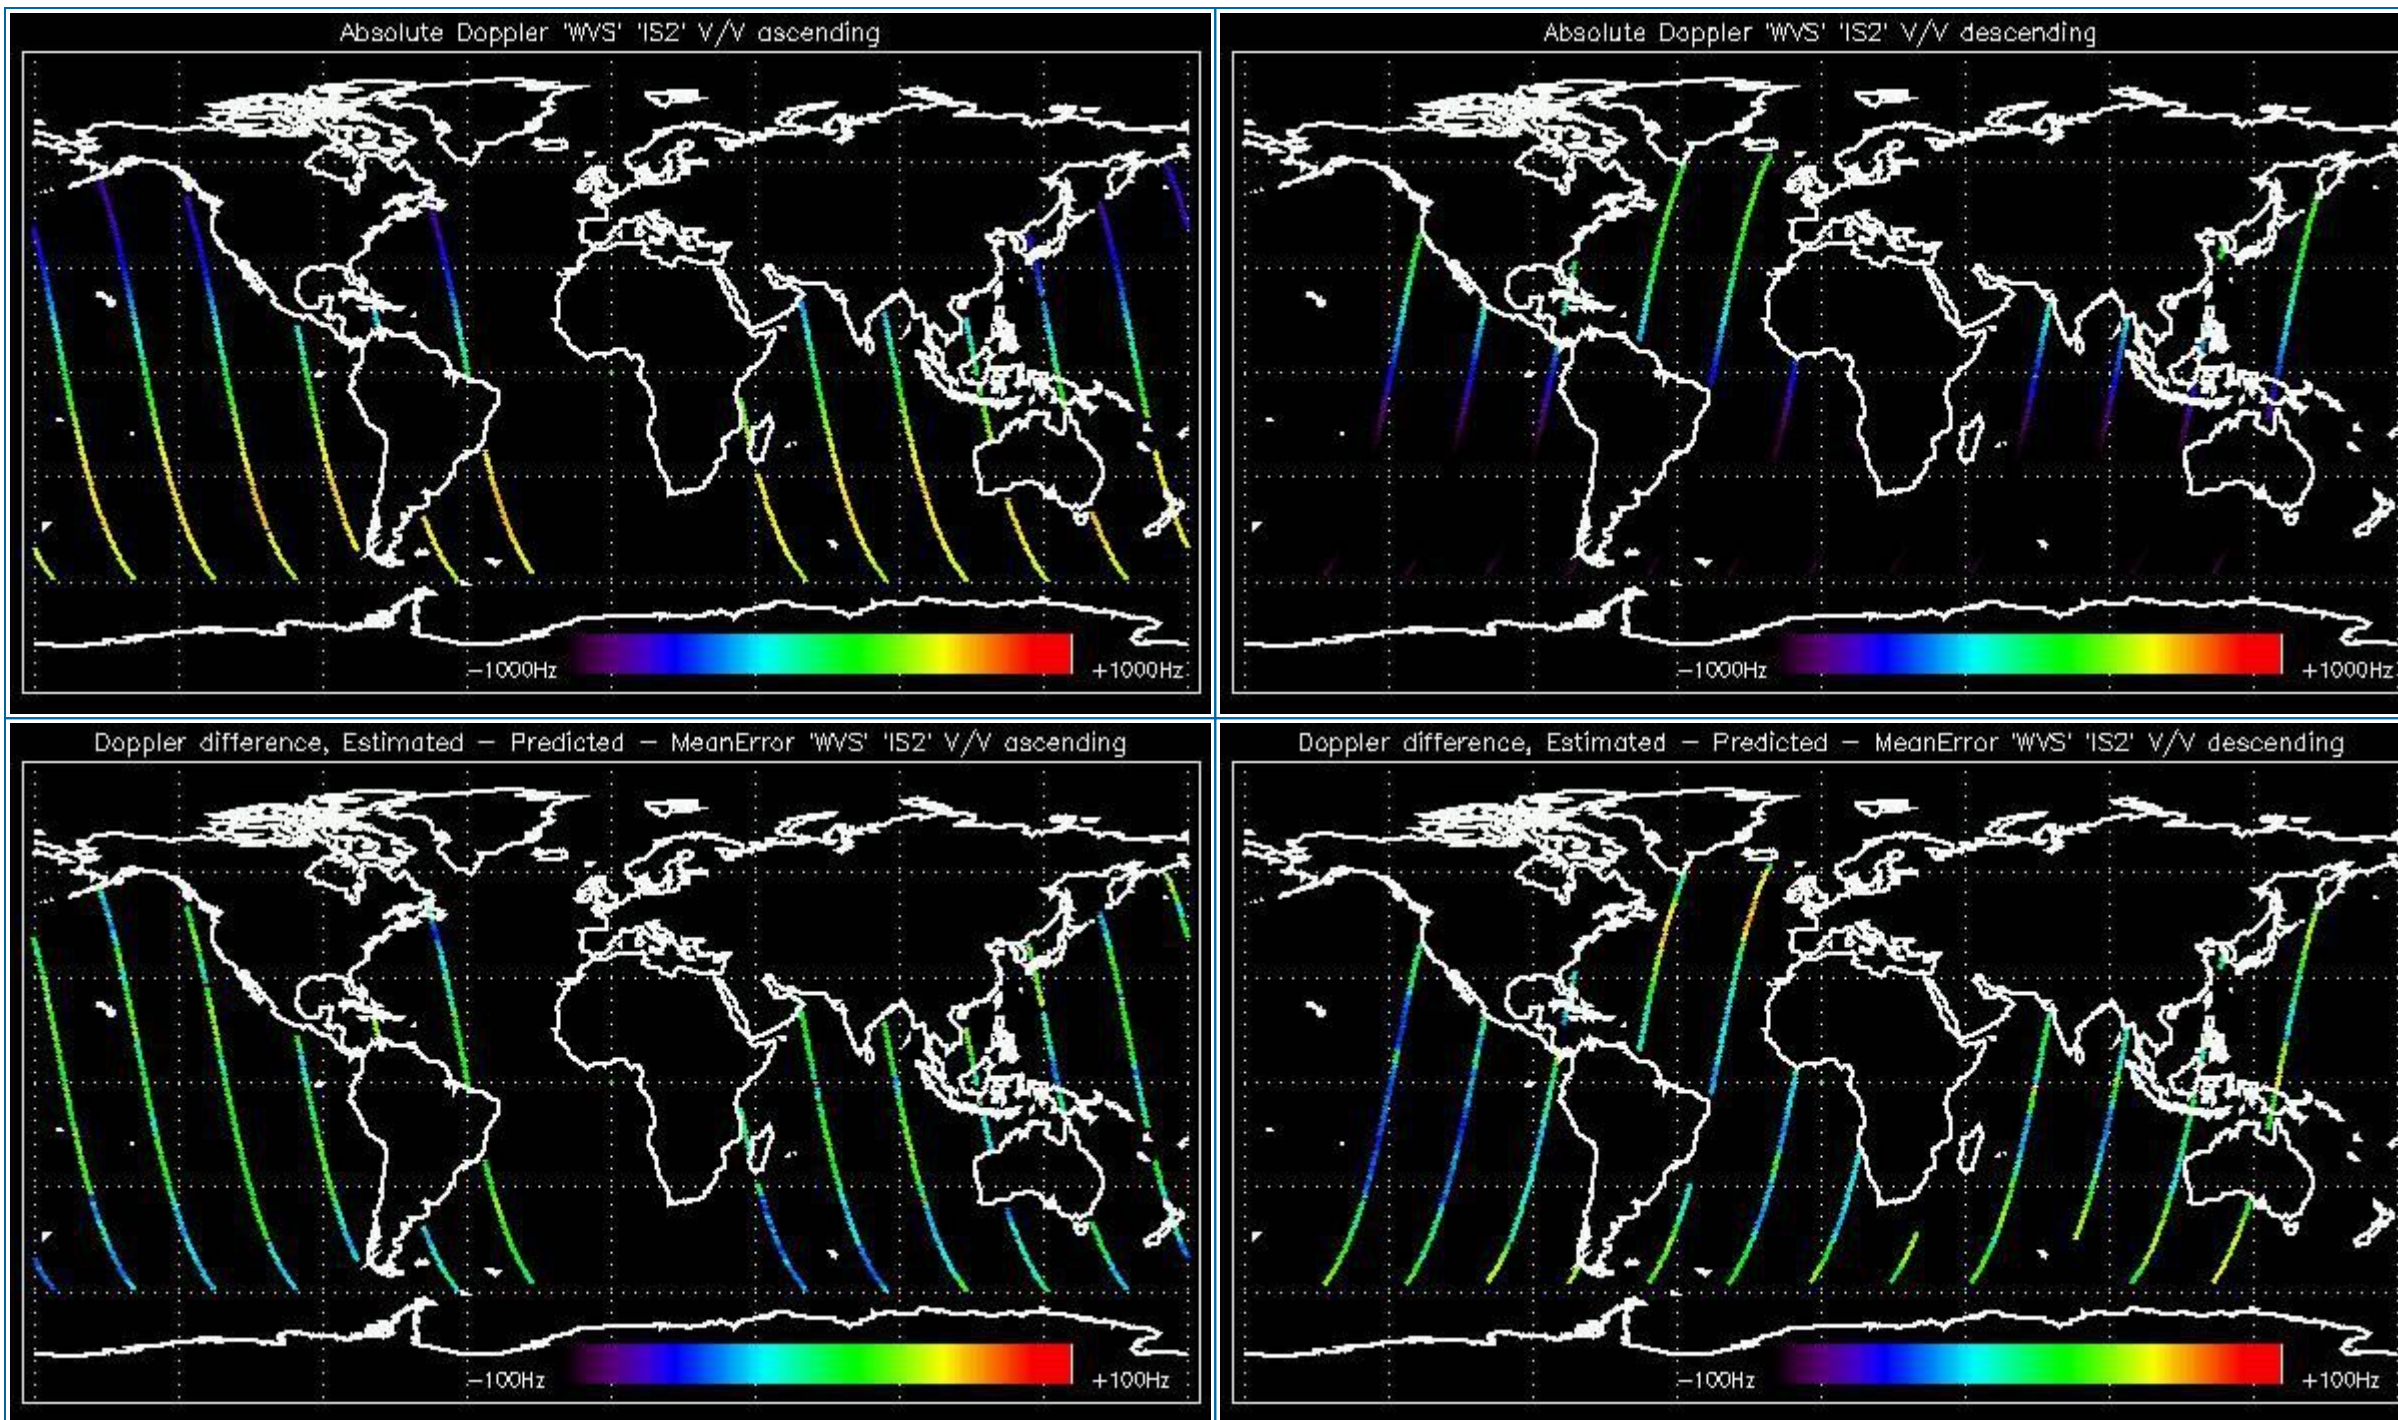 Absolute Doppler 'WVS' 'IS2' V/V ascending
-1000Hz
+1000Hz
Absolute Doppler 'WVS' 'IS2' V/V descending
-1000Hz
+1000Hz
Doppler difference, Estimated - Predicted - MeanError 'WVS' 'IS2' V/V ascending
-100Hz
+100Hz
Doppler difference, Estimated - Predicted - MeanError 'WVS' 'IS2' V/V descending
-100Hz
+100Hz